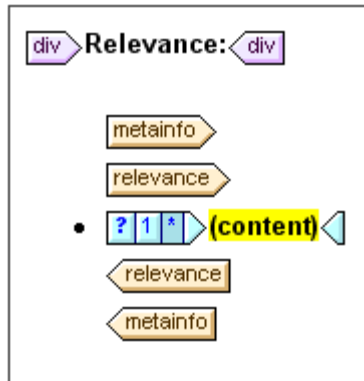 div Relevance: div
metainfo
relevance
• ? 1 * (content)
relevance
metainfo